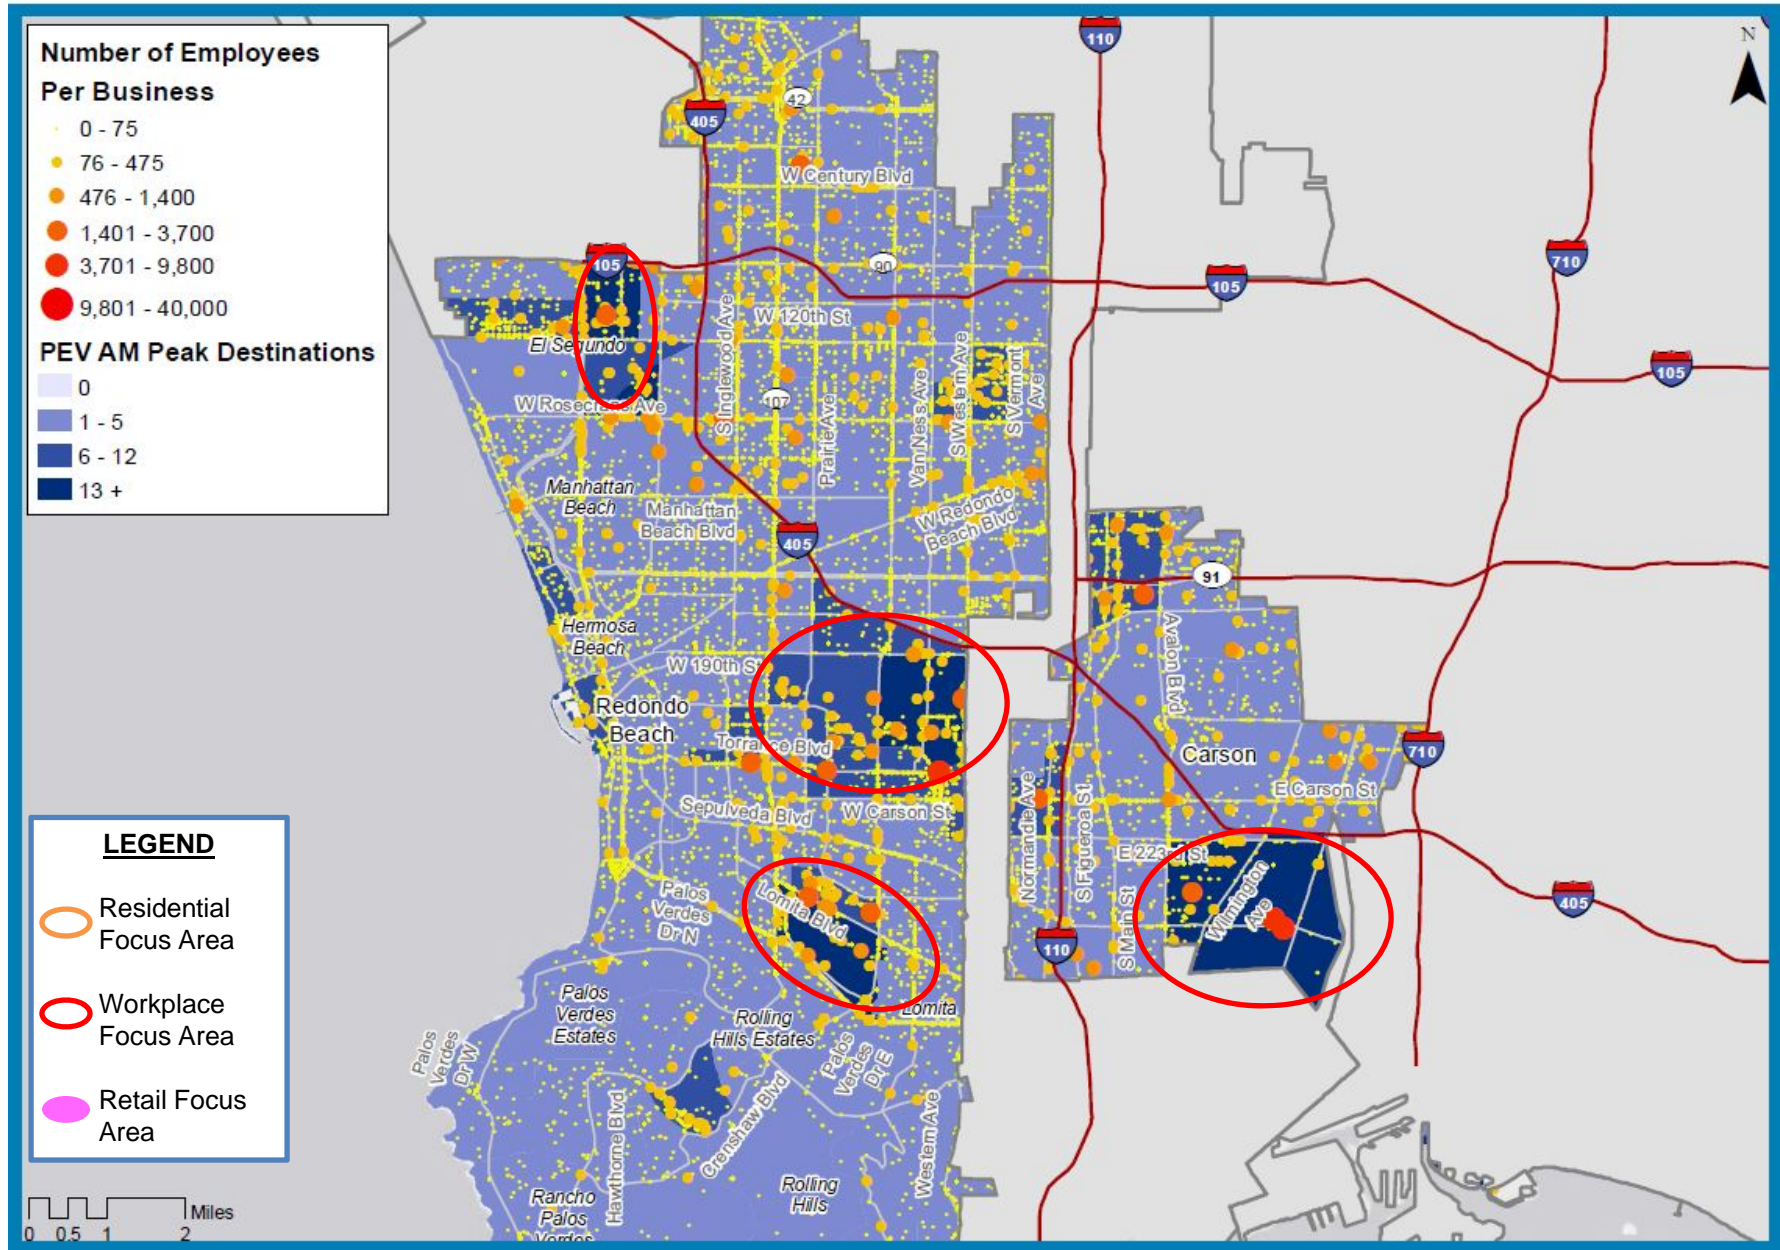 Number of Employees
Per Business
0 - 75
76 - 475
476 - 1,400
1,401 - 3,700
3,701 - 9,800
9,801 - 40,000
PEV AM Peak Destinations
0
1 - 5
6 - 12
13 +
N
110
42
405
W Century Blvd
105
90
710
105
W 120th St
El Segundo
S Inglewood Ave
Prairie Ave
Van Ness Ave
S Western Ave
S Vermont
Ave
105
W Rosecrans Ave
107
Manhattan
Beach
Manhattan
Beach Blvd
W Redondo
Beach Blvd
405
91
Hermosa
Beach
W 190th St
Avalon Blvd
Redondo
Beach
Torrance Blvd
Carson
710
Sepulveda Blvd
W Carson St
Normandie Ave
S Figueroa St
E Carson St
E 223rd St
S Main St
Wilmington
Ave
405
110
Palos
Verdes
Dr N
Lomita Blvd
Lomita
Palos
Verdes
Estates
Rolling
Hills Estates
Palos
Verdes
Dr W
Palos
Verdes
Dr E
Hawthorne Blvd
Crenshaw Blvd
Western Ave
Rolling
Hills
Rancho
Palos
Verdes
LEGEND
Residential
Focus Area
Workplace
Focus Area
Retail Focus
Area
Miles
0 0.5 1 2